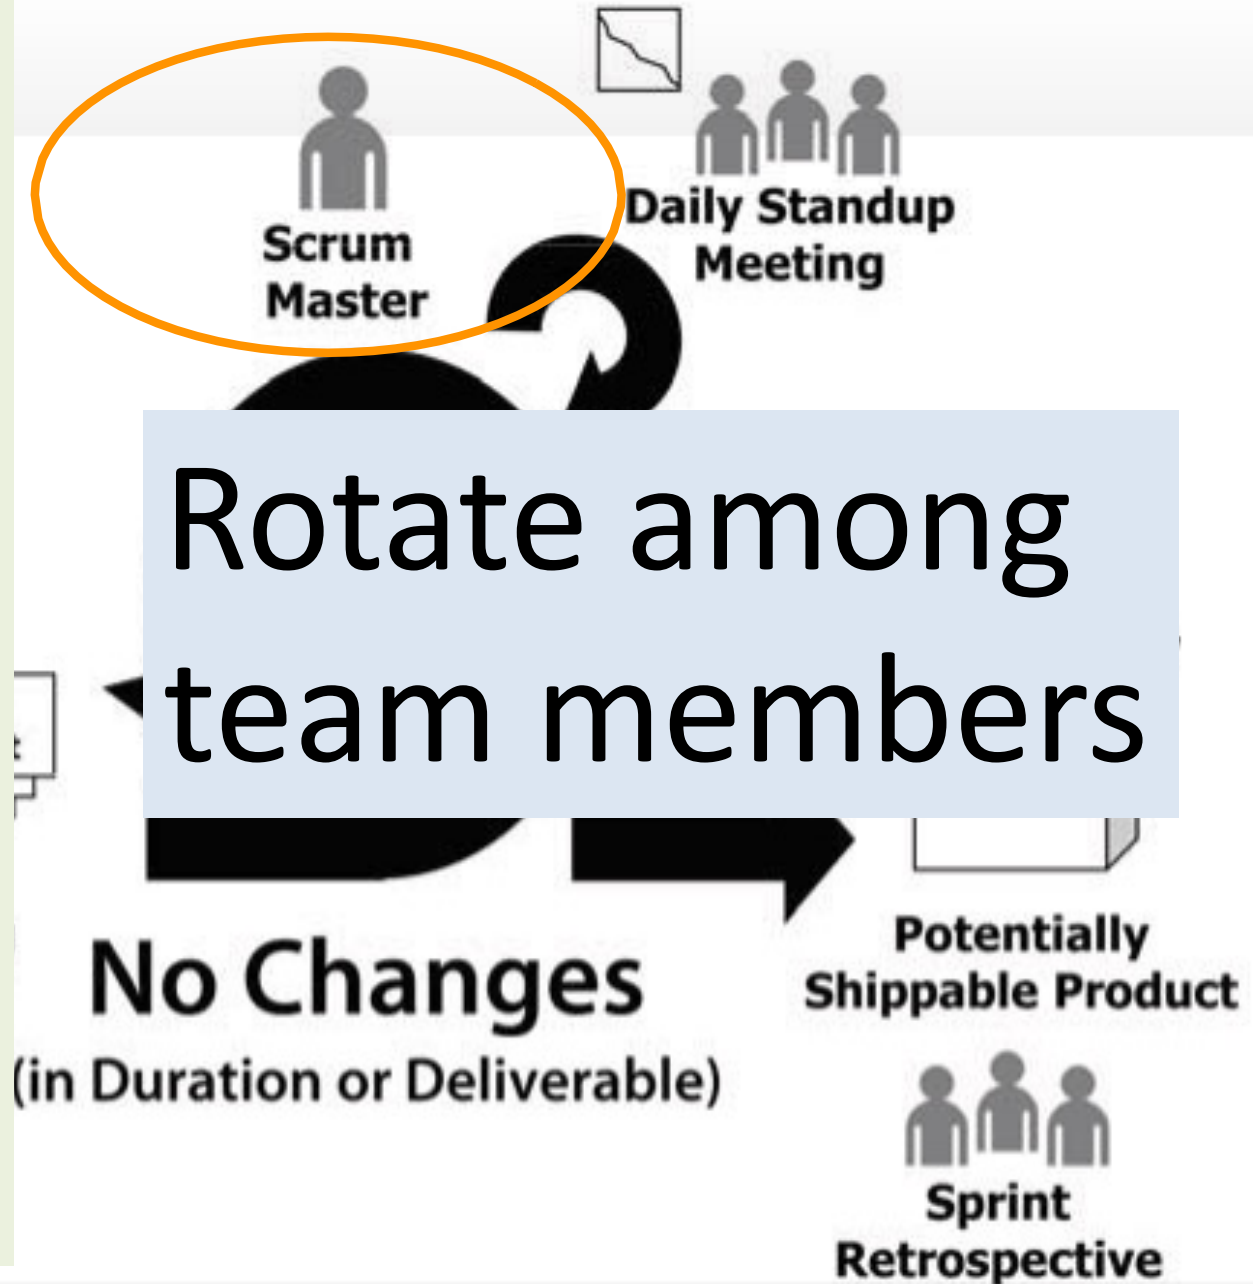 Scrum
Master
Daily Standup
Meeting
Rotate among
team members
No Changes
(in Duration or Deliverable)
Potentially
Shippable Product
Sprint
Retrospective